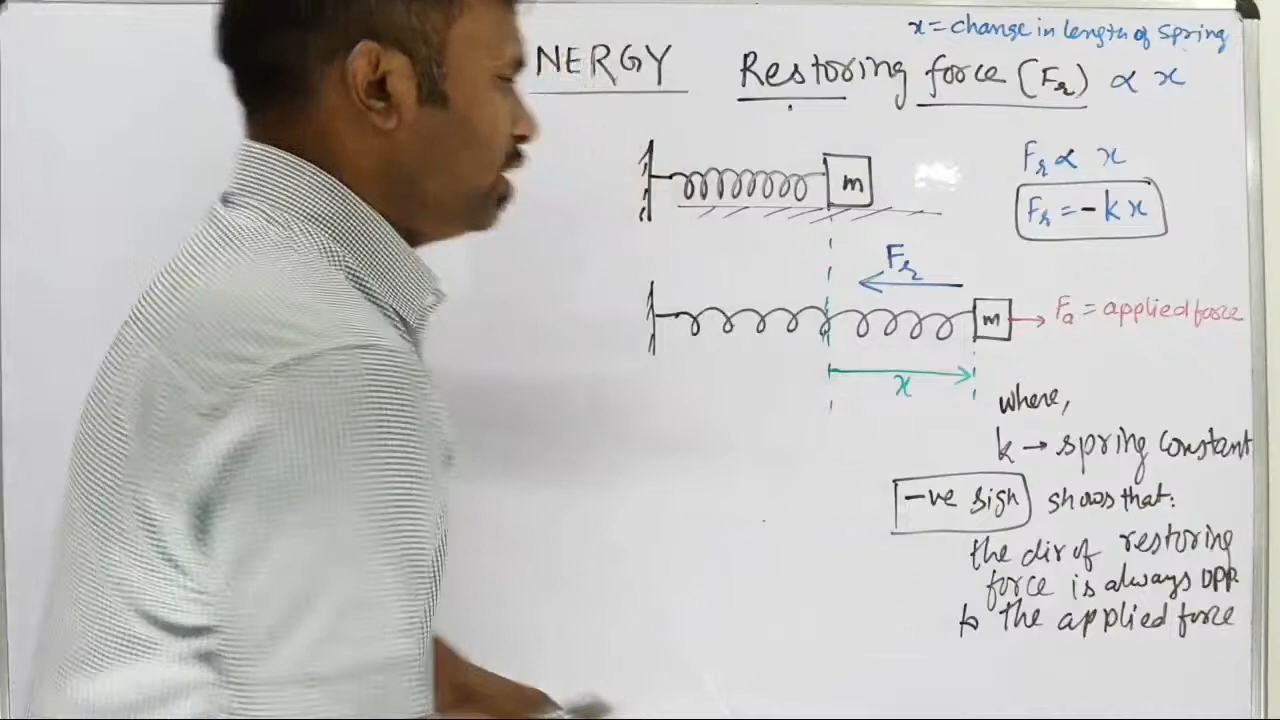 x = change in length of spring
NERGY Restoring force (Fr) ∝ x
Fr ∝ x
m
Fr = -kx
Fr
m
Fa = applied force
x
where,
k → spring constant
-ve sign shows that:
the dir of restoring
force is always opp.
to the applied force